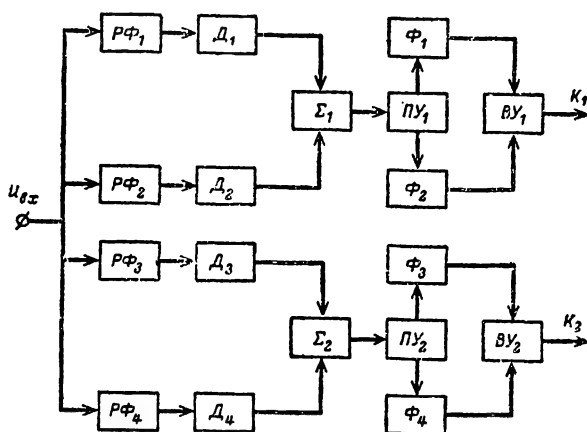 РФ₁ Д₁ Ф₁
Σ₁ ПУ₁ ВУ₁ К₁
РФ₂ Д₂ Ф₂
Uвх
РФ₃ Д₃ Ф₃
Σ₂ ПУ₂ ВУ₂ К₃
РФ₄ Д₄ Ф₄